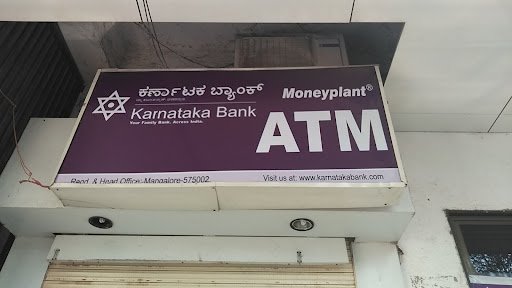 ಕರ್ಣಾಟಕ ಬ್ಯಾಂಕ್
Karnataka Bank
Your Family Bank, Across India.
Moneyplant®
ATM
Regd. & Head Office: Mangalore-575002
Visit us at: www.karnatakabank.com